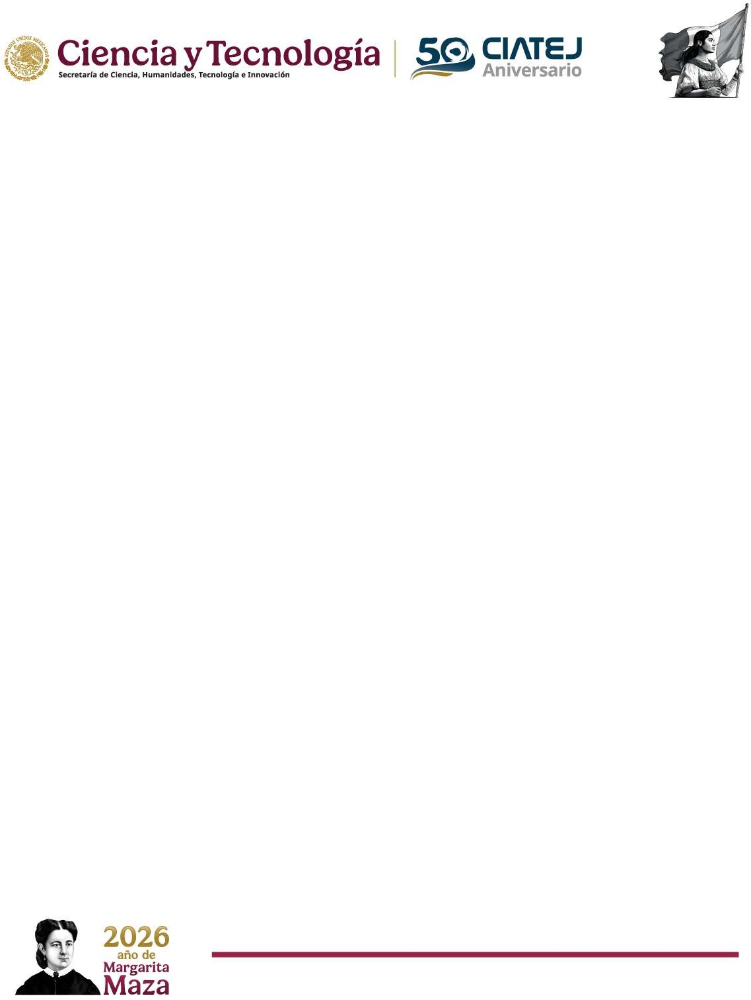 ESTADOS UNIDOS MEXICANOS
Ciencia y Tecnología
Secretaría de Ciencia, Humanidades, Tecnología e Innovación
50 CIATEJ
Aniversario
2026
año de
Margarita
Maza